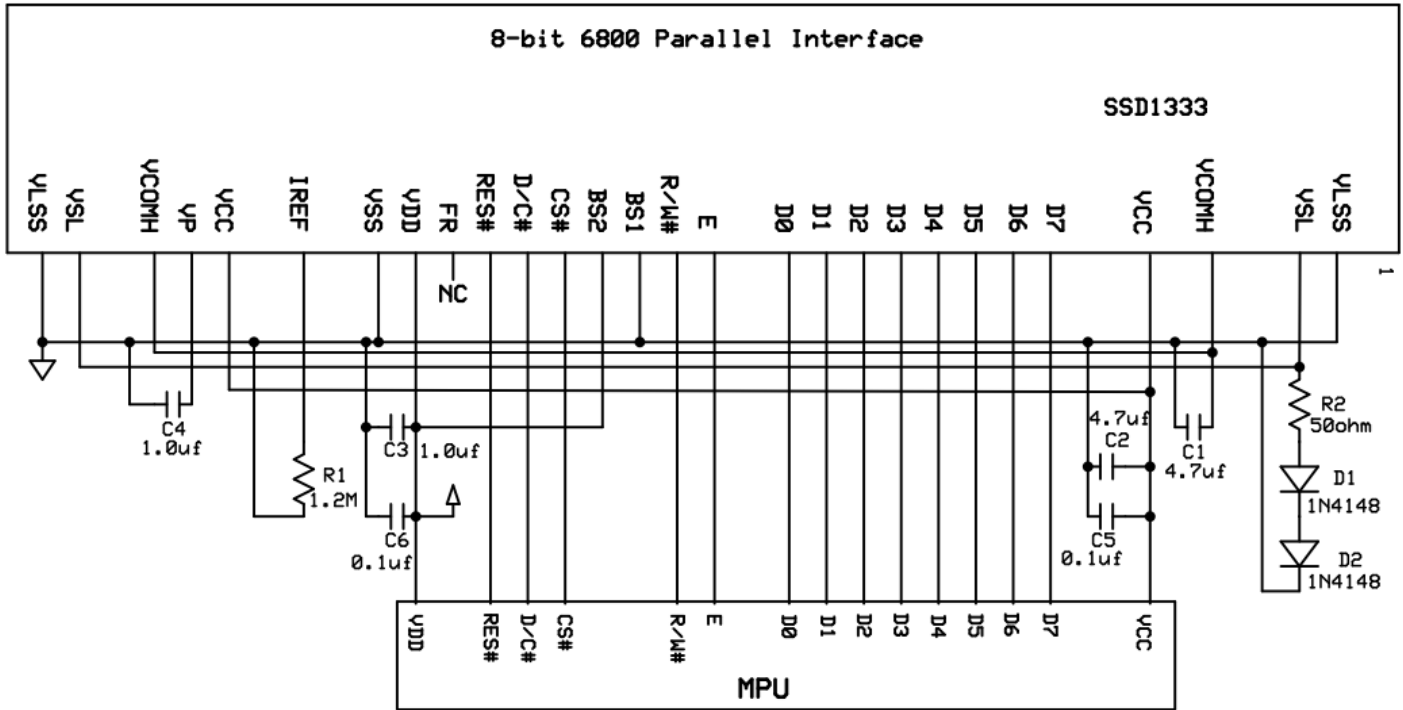 8-bit 6800 Parallel Interface
SSD1333
VLSS
VSL
VCOMH
VP
VCC
IREF
VSS
VDD
FR
RES#
D/C#
CS#
BS2
BS1
R/W#
E
D0
D1
D2
D3
D4
D5
D6
D7
VCC
VCOMH
VSL
VLSS
1
NC
C4
1.0uf
R1
1.2M
C3
1.0uf
C6
0.1uf
4.7uf
C2
C5
0.1uf
C1
4.7uf
R2
50ohm
D1
1N4148
D2
1N4148
VDD
RES#
D/C#
CS#
R/W#
E
D0
D1
D2
D3
D4
D5
D6
D7
VCC
MPU